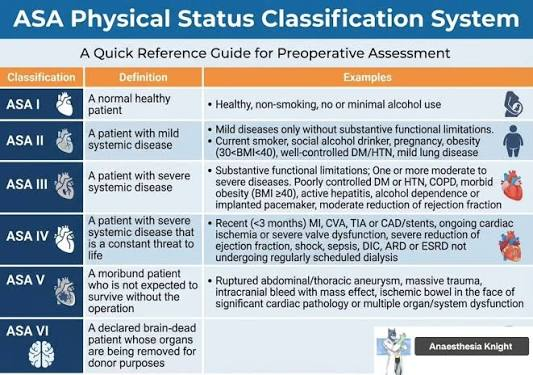 ASA Physical Status Classification System
A Quick Reference Guide for Preoperative Assessment
Classification
Definition
Examples
ASA I
A normal healthy
patient
• Healthy, non-smoking, no or minimal alcohol use
ASA II
A patient with mild
systemic disease
• Mild diseases only without substantive functional limitations.
• Current smoker, social alcohol drinker, pregnancy, obesity
(30<BMI<40), well-controlled DM/HTN, mild lung disease
ASA III
A patient with severe
systemic disease
• Substantive functional limitations; One or more moderate to
severe diseases. Poorly controlled DM or HTN, COPD, morbid
obesity (BMI ≥40), active hepatitis, alcohol dependence or
implanted pacemaker, moderate reduction of rejection fraction
ASA IV
A patient with severe
systemic disease that
is a constant threat to
life
• Recent (<3 months) MI, CVA, TIA or CAD/stents, ongoing cardiac
ischemia or severe valve dysfunction, severe reduction of
ejection fraction, shock, sepsis, DIC, ARD or ESRD not
undergoing regularly scheduled dialysis
ASA V
A moribund patient
who is not expected to
survive without the
operation
• Ruptured abdominal/thoracic aneurysm, massive trauma,
intracranial bleed with mass effect, ischemic bowel in the face of
significant cardiac pathology or multiple organ/system dysfunction
ASA VI
A declared brain-dead
patient whose organs
are being removed for
donor purposes
Anaesthesia Knight